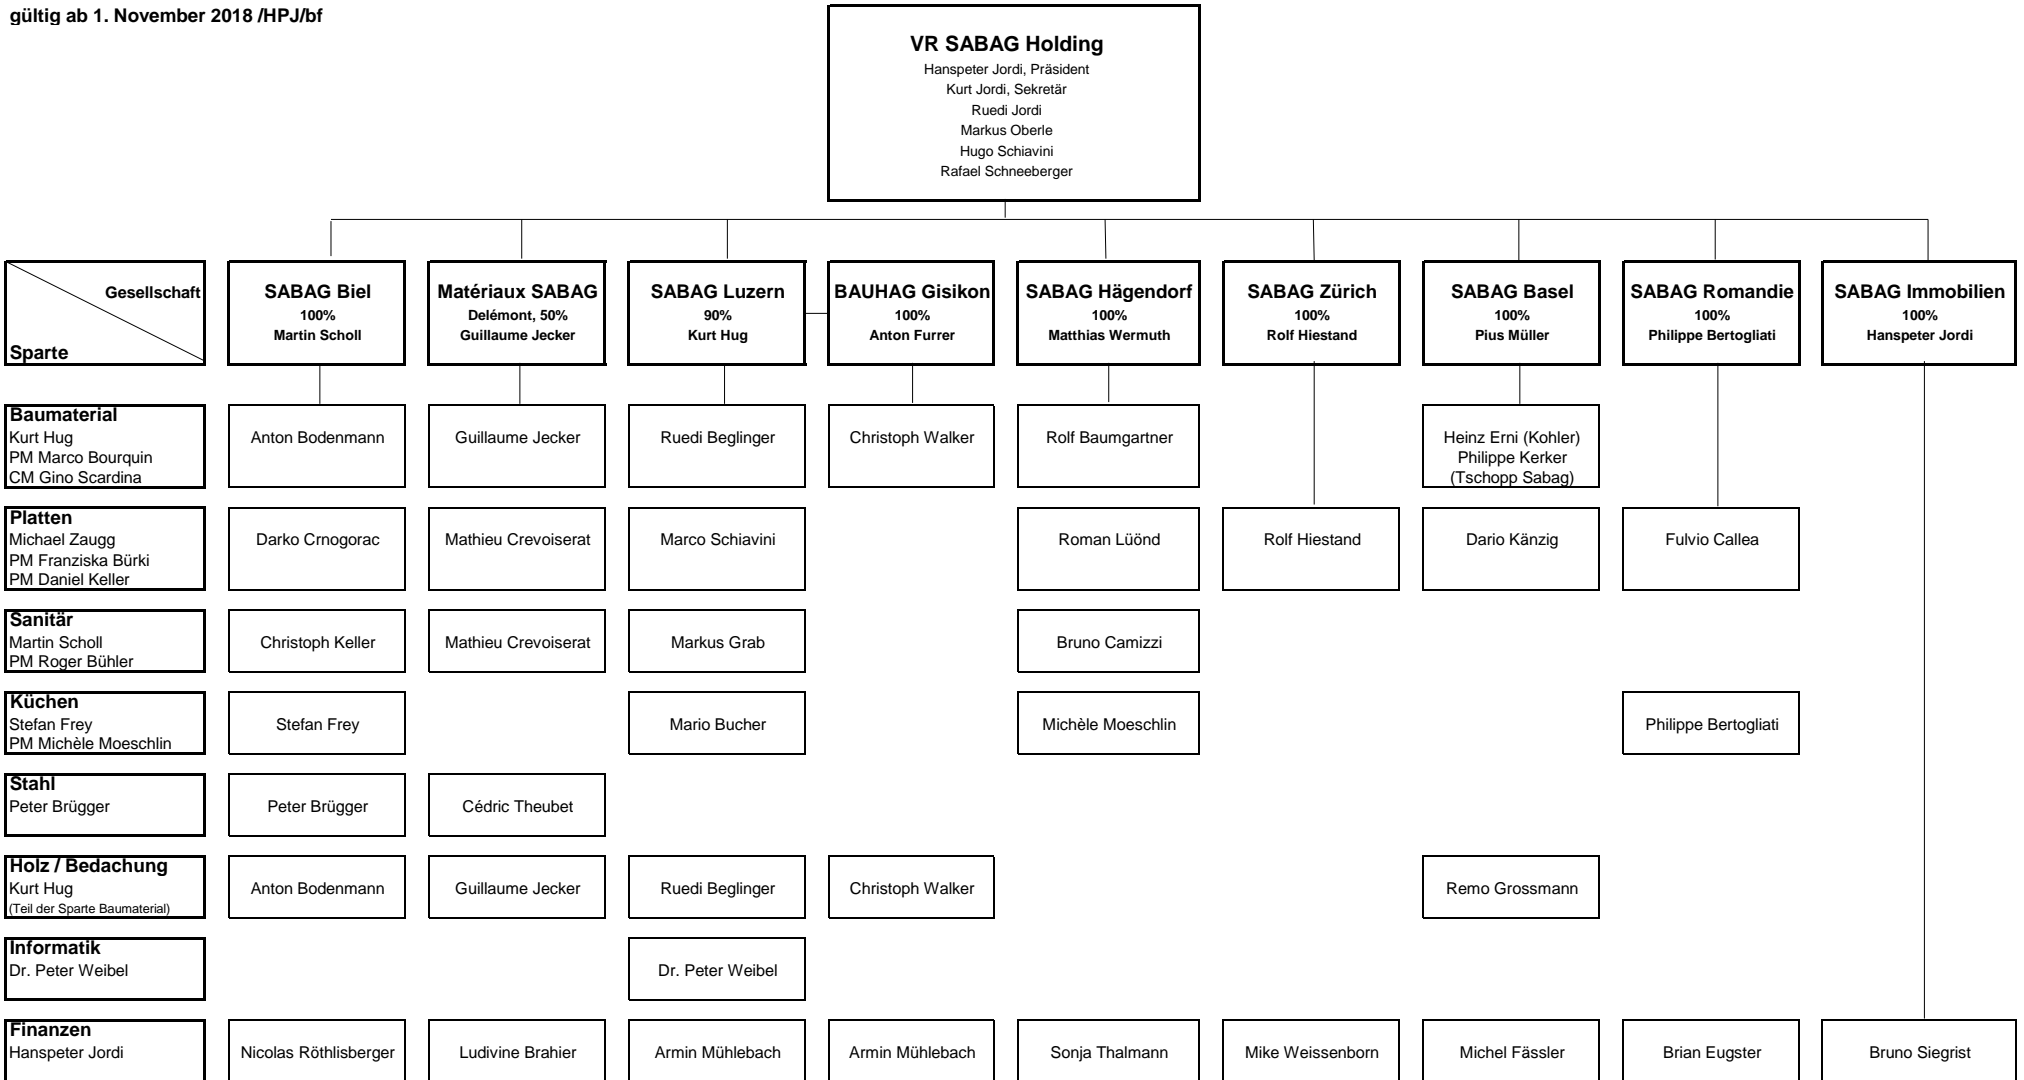 gültig ab 1. November 2018 /HPJ/bf
VR SABAG Holding
Hanspeter Jordi, Präsident
Kurt Jordi, Sekretär
Ruedi Jordi
Markus Oberle
Hugo Schiavini
Rafael Schneeberger
Gesellschaft
Sparte
SABAG Biel
100%
Martin Scholl
Matériaux SABAG
Delémont, 50%
Guillaume Jecker
SABAG Luzern
90%
Kurt Hug
BAUHAG Gisikon
100%
Anton Furrer
SABAG Hägendorf
100%
Matthias Wermuth
SABAG Zürich
100%
Rolf Hiestand
SABAG Basel
100%
Pius Müller
SABAG Romandie
100%
Philippe Bertogliati
SABAG Immobilien
100%
Hanspeter Jordi
Baumaterial
Kurt Hug
PM Marco Bourquin
CM Gino Scardina
Anton Bodenmann
Guillaume Jecker
Ruedi Beglinger
Christoph Walker
Rolf Baumgartner
Heinz Erni (Kohler)
Philippe Kerker
(Tschopp Sabag)
Platten
Michael Zaugg
PM Franziska Bürki
PM Daniel Keller
Darko Crnogorac
Mathieu Crevoiserat
Marco Schiavini
Roman Lüönd
Rolf Hiestand
Dario Känzig
Fulvio Callea
Sanitär
Martin Scholl
PM Roger Bühler
Christoph Keller
Mathieu Crevoiserat
Markus Grab
Bruno Camizzi
Küchen
Stefan Frey
PM Michèle Moeschlin
Stefan Frey
Mario Bucher
Michèle Moeschlin
Philippe Bertogliati
Stahl
Peter Brügger
Peter Brügger
Cédric Theubet
Holz / Bedachung
Kurt Hug
(Teil der Sparte Baumaterial)
Anton Bodenmann
Guillaume Jecker
Ruedi Beglinger
Christoph Walker
Remo Grossmann
Informatik
Dr. Peter Weibel
Dr. Peter Weibel
Finanzen
Hanspeter Jordi
Nicolas Röthlisberger
Ludivine Brahier
Armin Mühlebach
Armin Mühlebach
Sonja Thalmann
Mike Weissenborn
Michel Fässler
Brian Eugster
Bruno Siegrist